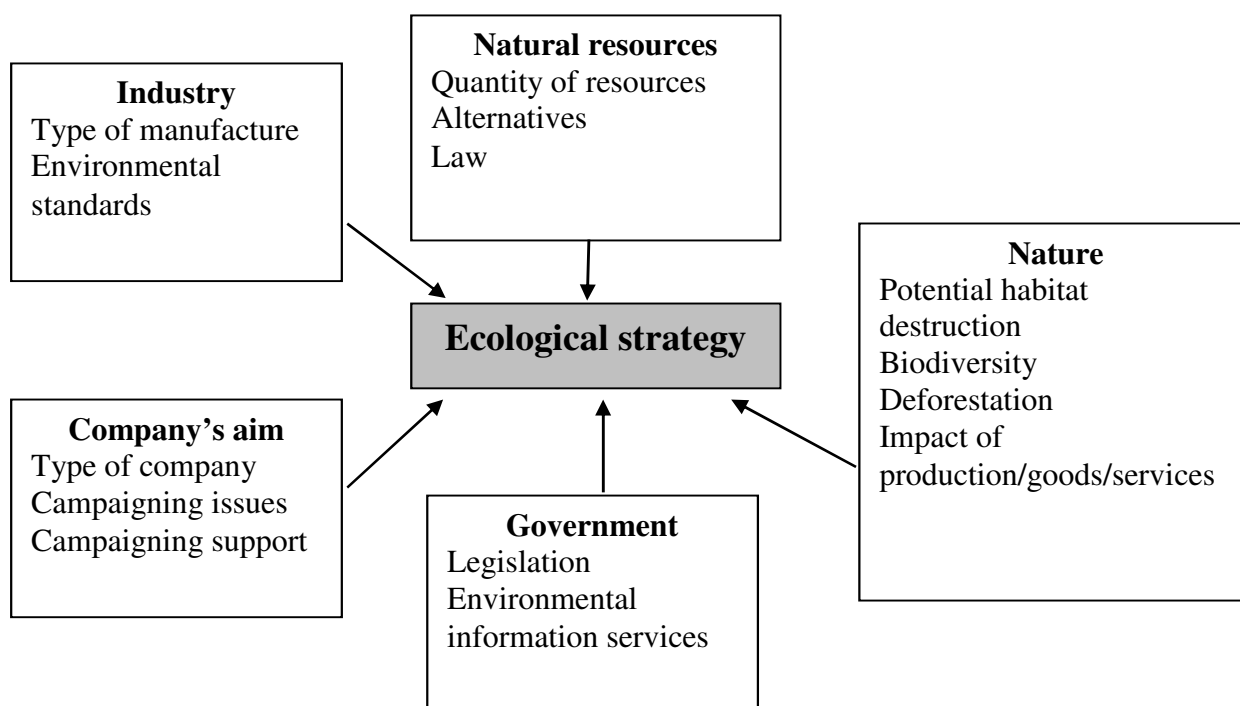 Natural resources
Quantity of resources
Alternatives
Law
Industry
Type of manufacture
Environmental
standards
Nature
Potential habitat
destruction
Biodiversity
Deforestation
Impact of
production/goods/services
Ecological strategy
Company’s aim
Type of company
Campaigning issues
Campaigning support
Government
Legislation
Environmental
information services